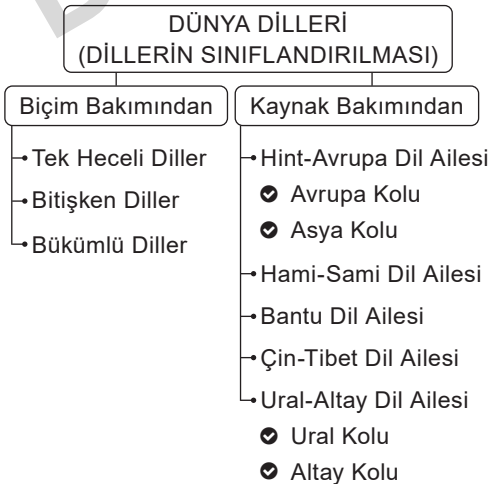 DÜNYA DİLLERİ
(DİLLERİN SINIFLANDIRILMASI)
Biçim Bakımından
Tek Heceli Diller
Bitişken Diller
Bükümlü Diller
Kaynak Bakımından
Hint-Avrupa Dil Ailesi
Avrupa Kolu
Asya Kolu
Hami-Sami Dil Ailesi
Bantu Dil Ailesi
Çin-Tibet Dil Ailesi
Ural-Altay Dil Ailesi
Ural Kolu
Altay Kolu